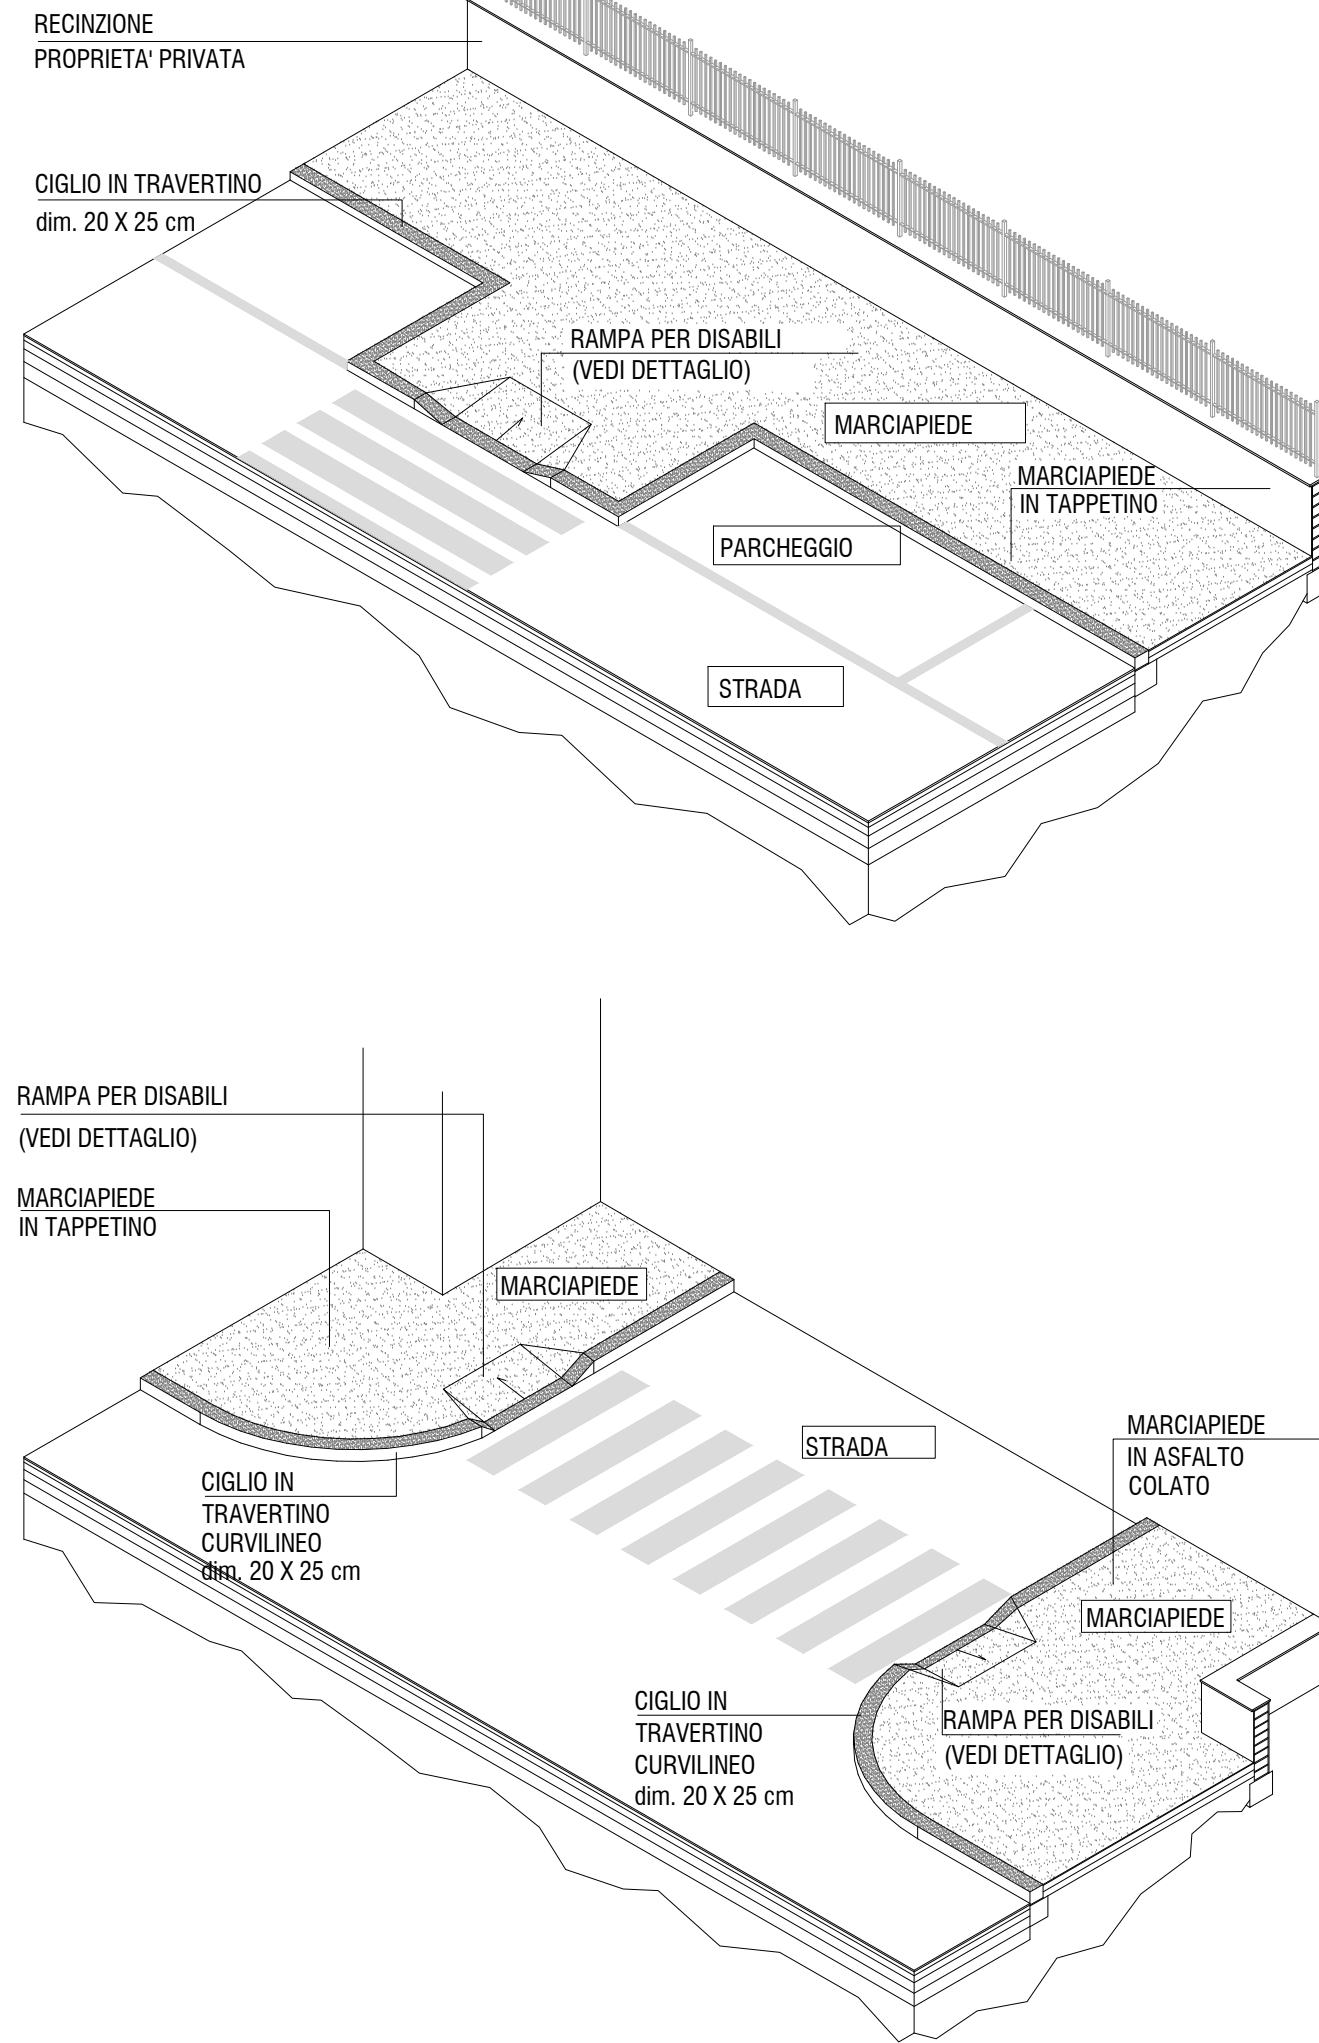 RECINZIONE
PROPRIETA' PRIVATA
CIGLIO IN TRAVERTINO
dim. 20 X 25 cm
RAMPA PER DISABILI
(VEDI DETTAGLIO)
MARCIAPIEDE
MARCIAPIEDE
IN TAPPETINO
PARCHEGGIO
STRADA
RAMPA PER DISABILI
(VEDI DETTAGLIO)
MARCIAPIEDE
IN TAPPETINO
MARCIAPIEDE
STRADA
MARCIAPIEDE
IN ASFALTO
COLATO
CIGLIO IN
TRAVERTINO
CURVILINEO
dim. 20 X 25 cm
MARCIAPIEDE
CIGLIO IN
TRAVERTINO
CURVILINEO
dim. 20 X 25 cm
RAMPA PER DISABILI
(VEDI DETTAGLIO)